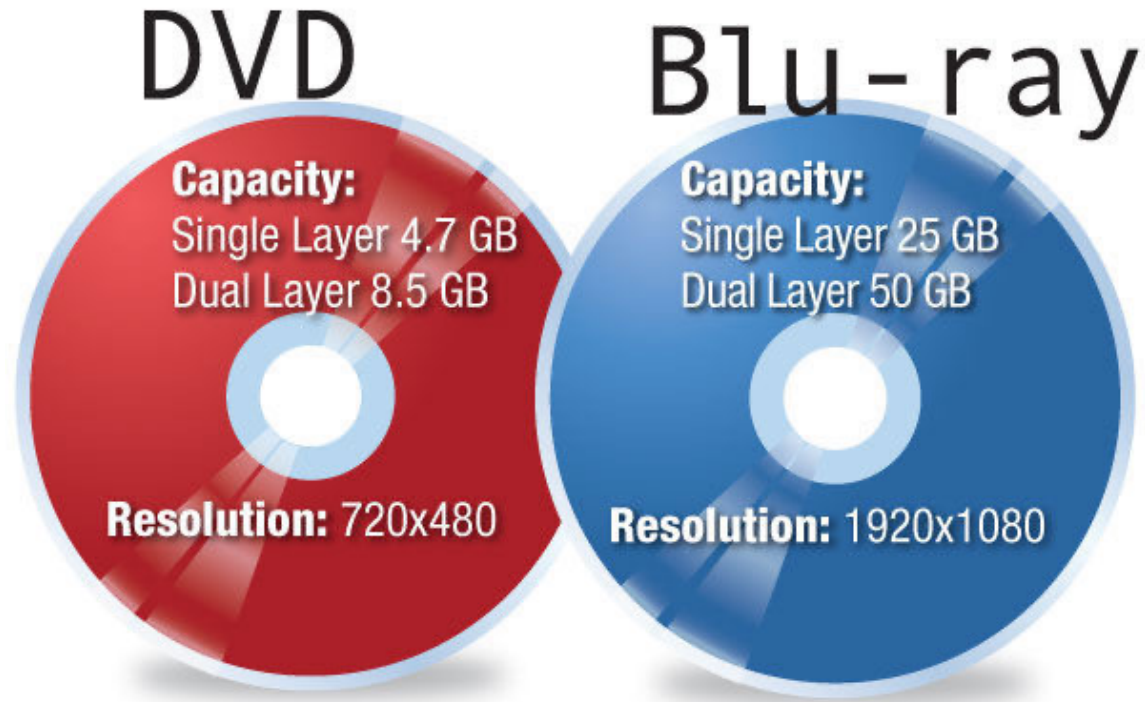 DVD
Capacity:
Single Layer 4.7 GB
Dual Layer 8.5 GB
Resolution: 720x480
Blu-ray
Capacity:
Single Layer 25 GB
Dual Layer 50 GB
Resolution: 1920x1080